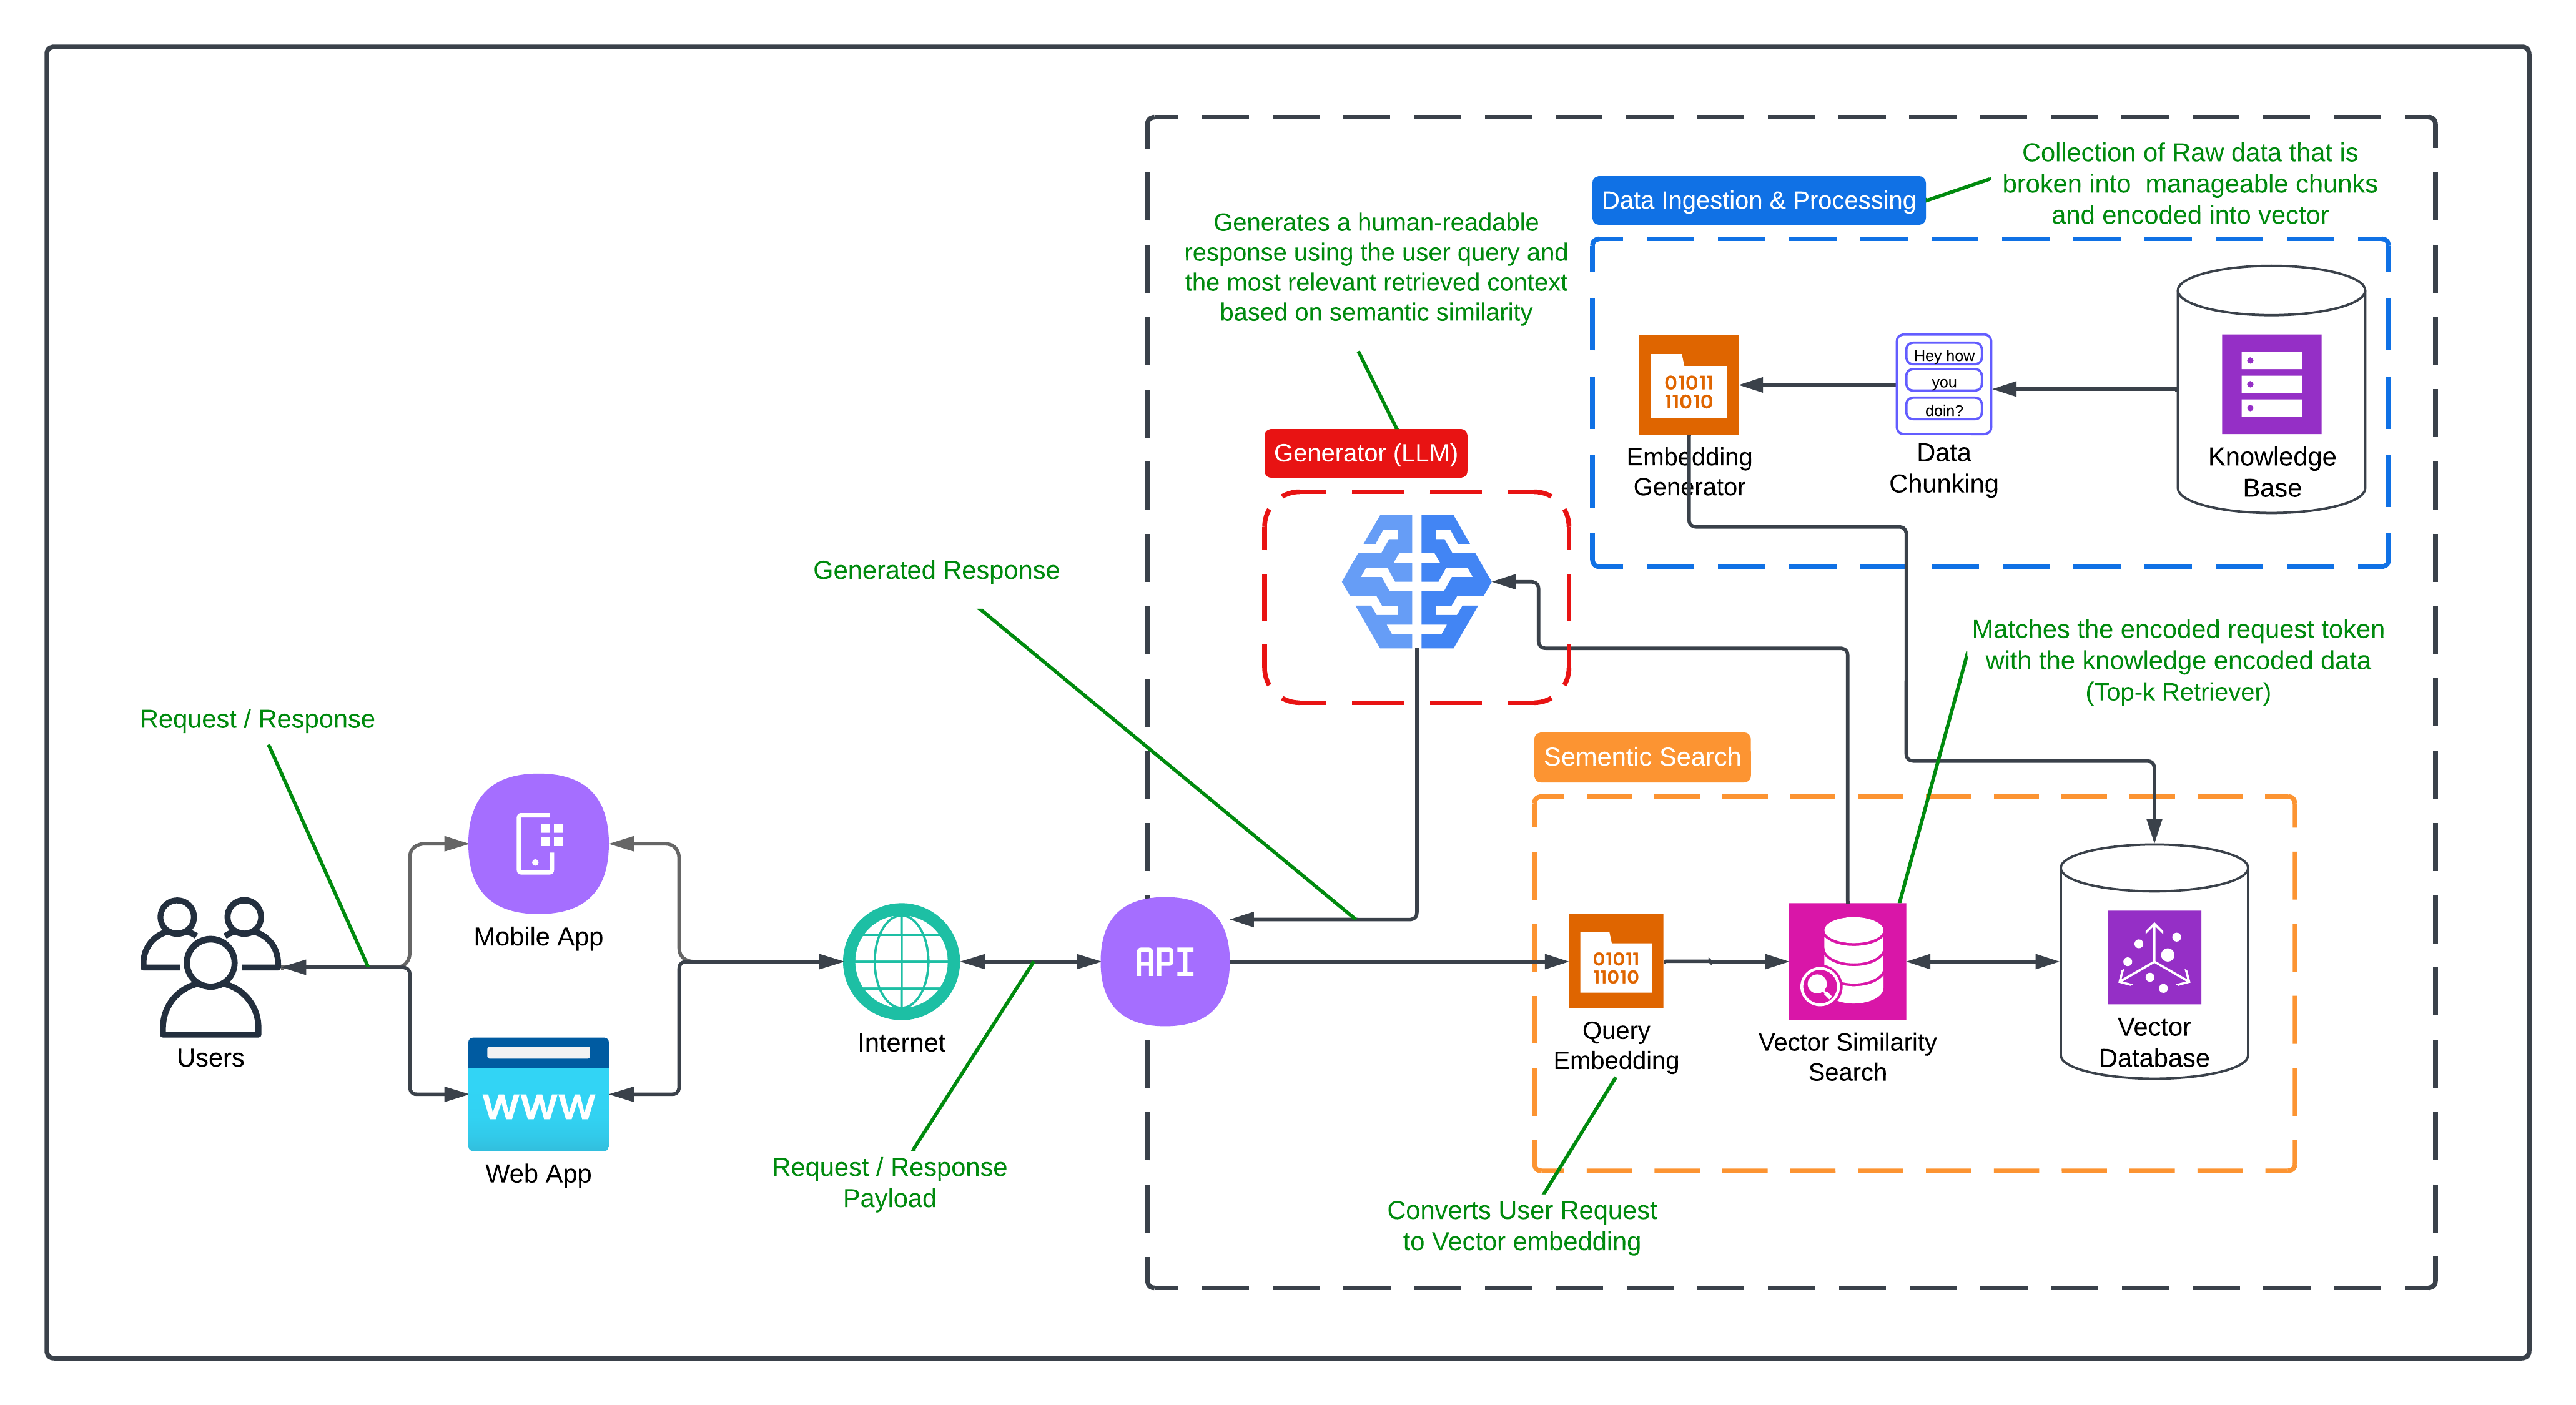 Collection of Raw data that is
broken into  manageable chunks
and encoded into vector
Data Ingestion & Processing
Generates a human-readable
response using the user query and
the most relevant retrieved context
based on semantic similarity
Hey how
you
doin?
01011
11010
Embedding
Generator
Data
Chunking
Knowledge
Base
Generator (LLM)
Generated Response
Matches the encoded request token
with the knowledge encoded data
(Top-k Retriever)
Request / Response
Sementic Search
Mobile App
Users
www
Web App
Internet
API
01011
11010
Query
Embedding
Vector Similarity
Search
Vector
Database
Request / Response
Payload
Converts User Request
to Vector embedding